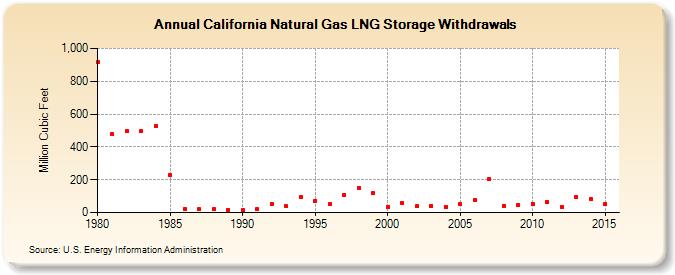 Annual California Natural Gas LNG Storage Withdrawals
Million Cubic Feet
1,000
800
600
400
200
0
1980 1985 1990 1995 2000 2005 2010 2015
Source: U.S. Energy Information Administration